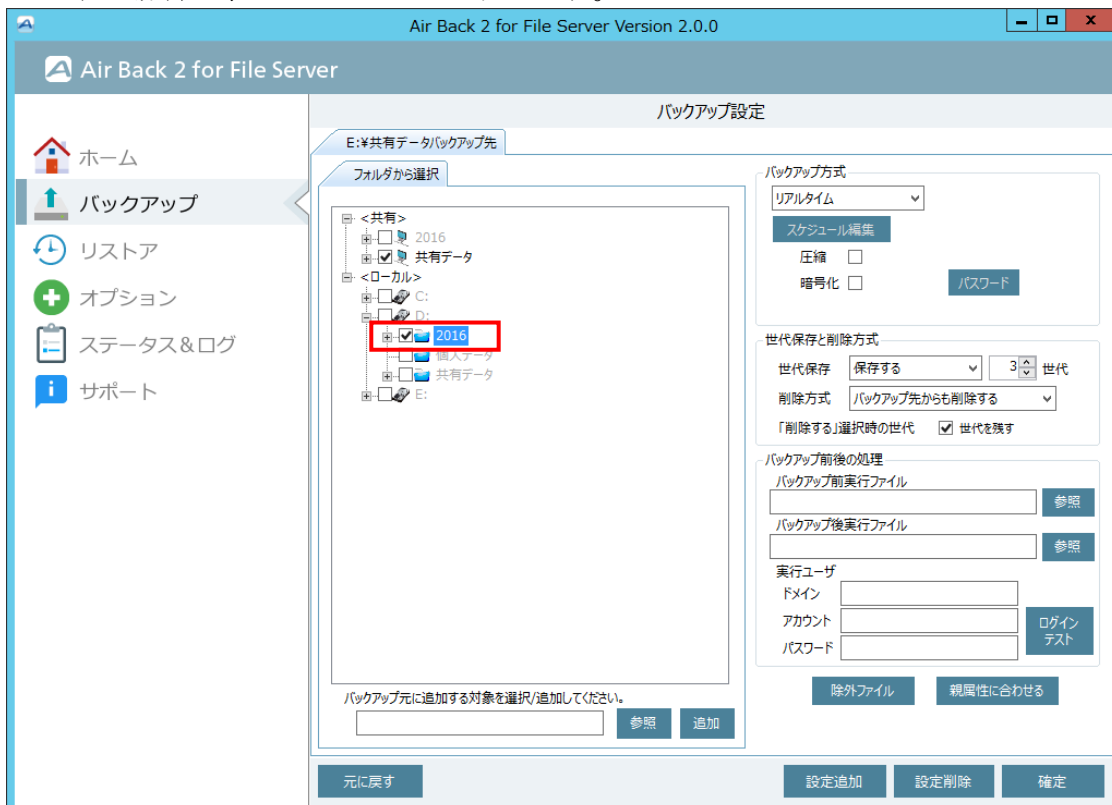 Air Back 2 for File Server Version 2.0.0
Air Back 2 for File Server
ホーム
バックアップ
リストア
オプション
ステータス&ログ
サポート
バックアップ設定
E:¥共有データバックアップ先
フォルダから選択
<共有>
2016
共有データ
<ローカル>
C:
D:
2016
個人データ
共有データ
E:
バックアップ元に追加する対象を選択/追加してください。
参照
追加
バックアップ方式
リアルタイム
スケジュール編集
圧縮
暗号化
パスワード
世代保存と削除方式
世代保存 保存する 3 世代
削除方式 バックアップ先からも削除する
「削除する」選択時の世代 世代を残す
バックアップ前後の処理
バックアップ前実行ファイル
参照
バックアップ後実行ファイル
参照
実行ユーザ
ドメイン
アカウント
パスワード
ログイン
テスト
除外ファイル
親属性に合わせる
元に戻す
設定追加
設定削除
確定